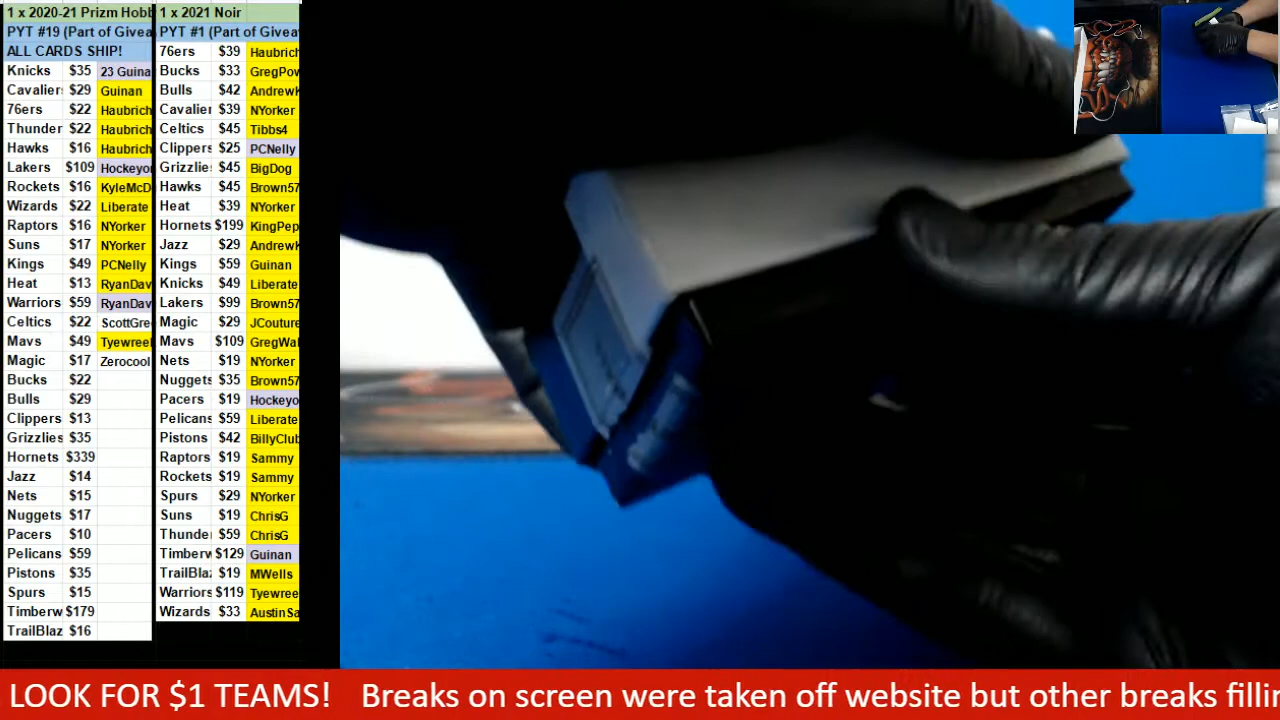 1 x 2020-21 Prizm Hobb
PYT #19 (Part of Givea
ALL CARDS SHIP!
Knicks $35 23 Guina
Cavaliers $29 Guinan
76ers $22 Haubrich
Thunder $22 Haubrich
Hawks $16 Haubrich
Lakers $109 Hockeyo
Rockets $16 KyleMcD
Wizards $22 Liberate
Raptors $16 NYorker
Suns $17 NYorker
Kings $49 PCNelly
Heat $13 RyanDav
Warriors $59 RyanDav
Celtics $22 ScottGre
Mavs $49 Tyewree
Magic $17 Zerocool
Bucks $22
Bulls $29
Clippers $13
Grizzlies $35
Hornets $339
Jazz $14
Nets $15
Nuggets $17
Pacers $10
Pelicans $59
Pistons $35
Spurs $15
Timberw $179
TrailBlaz $16
1 x 2021 Noir
PYT #1 (Part of Givea
76ers $39 Haubrich
Bucks $33 GregPow
Bulls $42 AndrewK
Cavalier $39 NYorker
Celtics $45 Tibbs4
Clippers $25 PCNelly
Grizzlie $45 BigDog
Hawks $45 Brown57
Heat $39 NYorker
Hornets $199 KingPep
Jazz $29 AndrewK
Kings $59 Guinan
Knicks $49 Liberate
Lakers $99 Brown57
Magic $29 JCouture
Mavs $109 GregWal
Nets $19 NYorker
Nuggets $35 Brown57
Pacers $19 Hockeyo
Pelicans $59 Liberate
Pistons $42 BillyClub
Raptors $19 Sammy
Rockets $19 Sammy
Spurs $29 NYorker
Suns $19 ChrisG
Thunder $59 ChrisG
Timberw $129 Guinan
TrailBlaz $19 MWells
Warriors $119 Tyewree
Wizards $33 AustinSa
LOOK FOR $1 TEAMS! Breaks on screen were taken off website but other breaks fillin